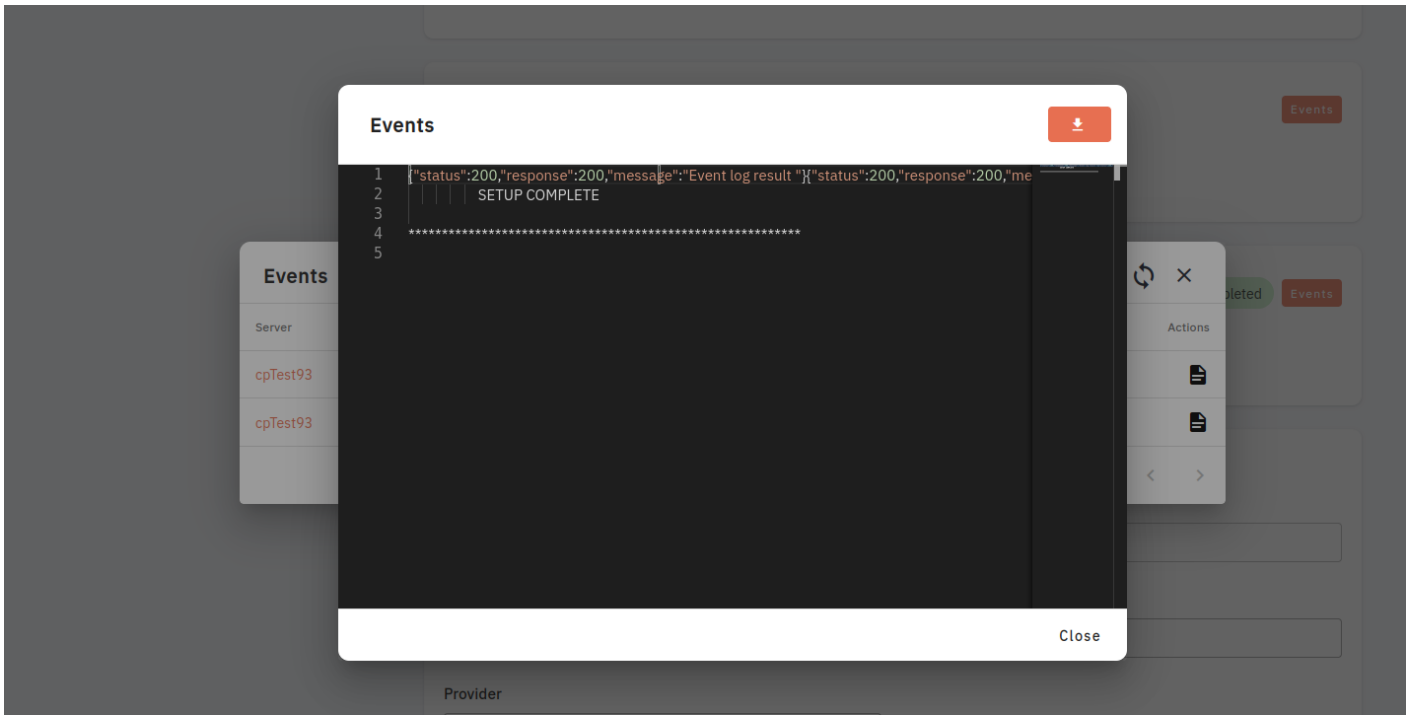 Events
Events
1 {"status":200,"response":200,"message":"Event log result "}{"status":200,"response":200,"me
2 SETUP COMPLETE
3
4 ***********************************************************
5
Events
pleted
Events
Server
Actions
cpTest93
cpTest93
Close
Provider